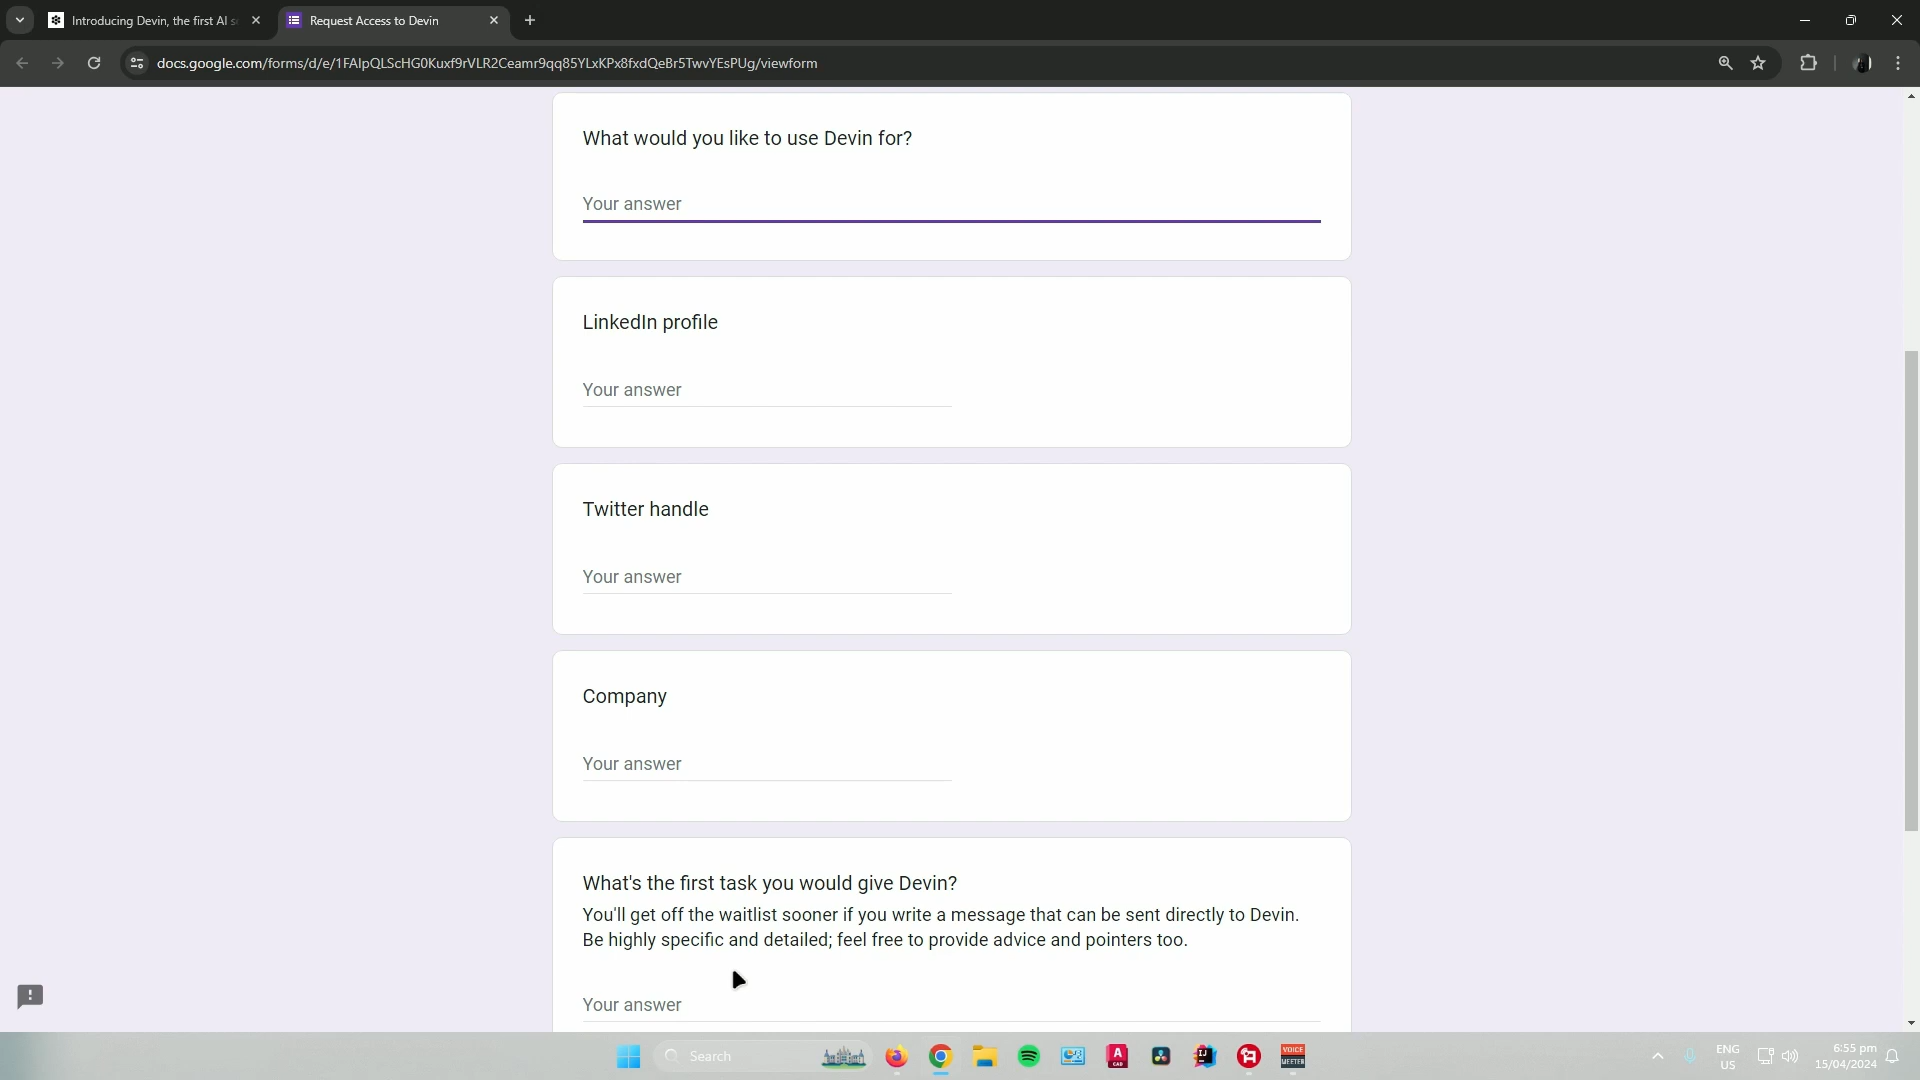 Introducing Devin, the first AI s
Request Access to Devin
docs.google.com/forms/d/e/1FAIpQLScHG0Kuxf9rVLR2Ceamr9qq85YLxKPx8fxdQeBr5TwvYEsPUg/viewform
What would you like to use Devin for?
Your answer
LinkedIn profile
Your answer
Twitter handle
Your answer
Company
Your answer
What's the first task you would give Devin?
You'll get off the waitlist sooner if you write a message that can be sent directly to Devin.
Be highly specific and detailed; feel free to provide advice and pointers too.
Your answer
Search
A
CAD
IJ
VOICE
MEETER
ENG
US
6:55 pm
15/04/2024